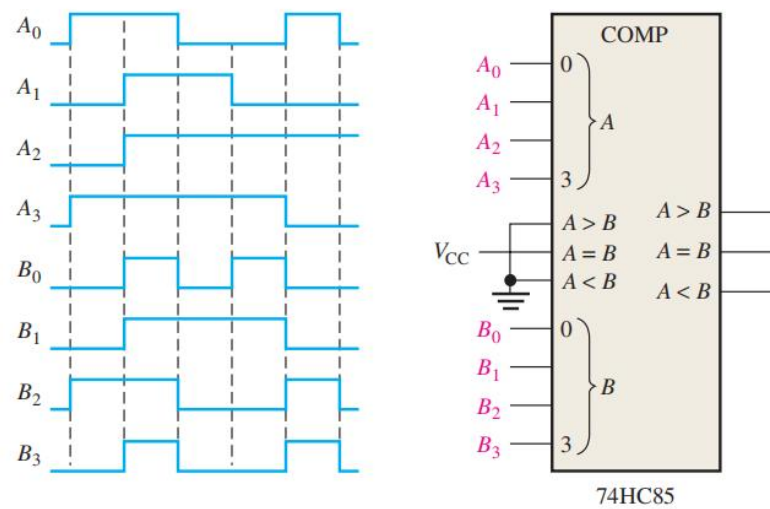 A0
A1
A2
A3
B0
B1
B2
B3
COMP
A0 0
A1
A
A2
A3 3
A > B A > B
VCC A = B A = B
A < B A < B
B0 0
B1
B
B2
B3 3
74HC85